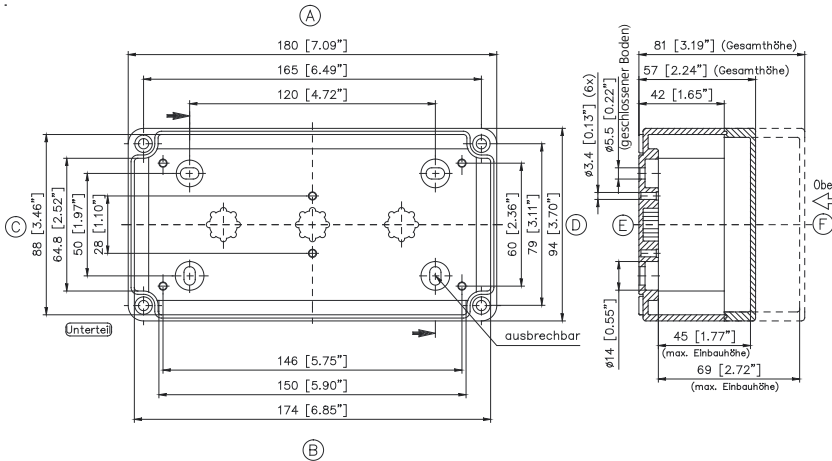 A
180 [7.09"]
165 [6.49"]
120 [4.72"]
C
88 [3.46"]
64.8 [2.52"]
50 [1.97"]
28 [1.10"]
60 [2.36"]
79 [3.11"]
94 [3.70"]
D
Unterteil
ausbrechbar
146 [5.75"]
150 [5.90"]
174 [6.85"]
B
81 [3.19"] (Gesamthöhe)
57 [2.24"] (Gesamthöhe)
42 [1.65"]
ø3.4 [0.13"] (6x)
ø5.5 [0.22"]
(geschlossener Boden)
E
F
Obe
ø14 [0.55"]
45 [1.77"]
(max. Einbauhöhe)
69 [2.72"]
(max. Einbauhöhe)